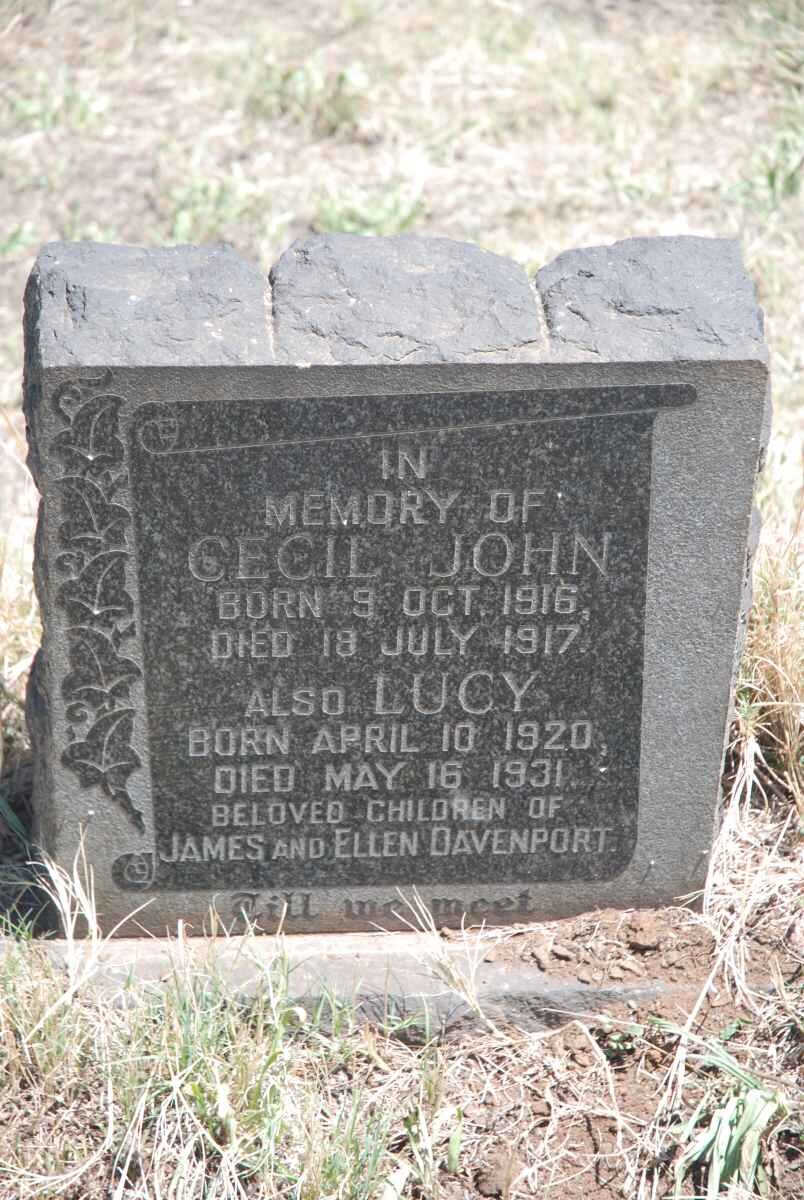 IN
MEMORY OF
CECIL JOHN
BORN 9 OCT. 1916,
DIED 18 JULY 1917.
ALSO LUCY
BORN APRIL 10 1920,
DIED MAY 16 1931.
BELOVED CHILDREN OF
JAMES AND ELLEN DAVENPORT.
Till we meet